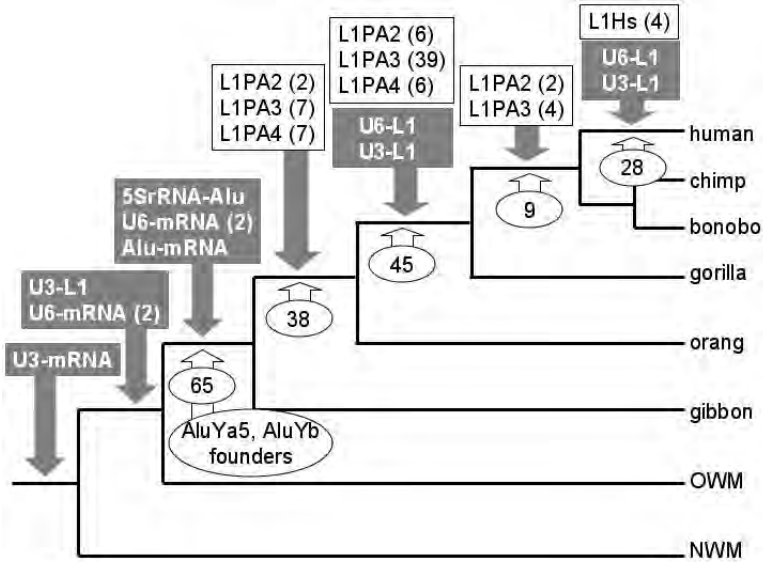 L1Hs (4)
U6-L1
U3-L1
L1PA2 (6)
L1PA3 (39)
L1PA4 (6)
U6-L1
U3-L1
L1PA2 (2)
L1PA3 (4)
L1PA2 (2)
L1PA3 (7)
L1PA4 (7)
5SrRNA-Alu
U6-mRNA (2)
Alu-mRNA
U3-L1
U6-mRNA (2)
U3-mRNA
human
chimp
bonobo
gorilla
orang
gibbon
OWM
NWM
28
9
45
38
65
AluYa5, AluYb
founders